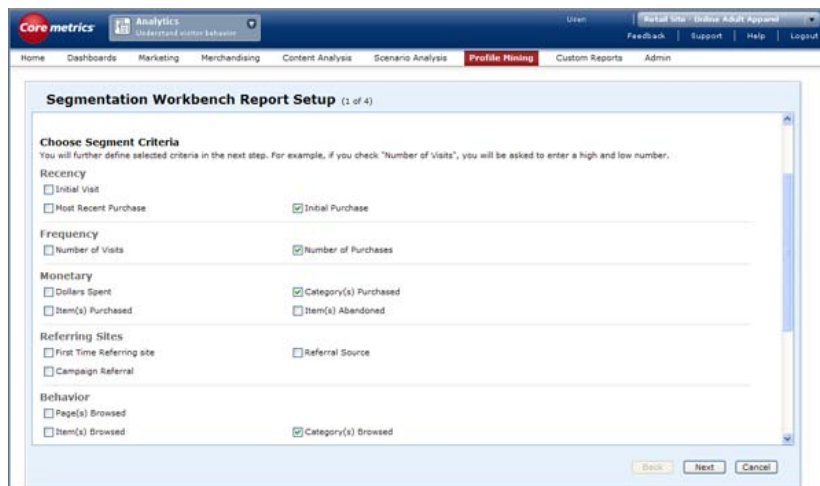 Coremetrics
Analytics
Understand visitor behavior
User:
Retail Site - Online Adult Apparel
Feedback | Support | Help | Logout
Home Dashboards Marketing Merchandising Content Analysis Scenario Analysis Profile Mining Custom Reports Admin
Segmentation Workbench Report Setup (1 of 4)
Choose Segment Criteria
You will further define selected criteria in the next step. For example, if you check "Number of Visits", you will be asked to enter a high and low number.
Recency
Initial Visit
Most Recent Purchase Initial Purchase
Frequency
Number of Visits Number of Purchases
Monetary
Dollars Spent Category(s) Purchased
Item(s) Purchased Item(s) Abandoned
Referring Sites
First Time Referring site Referral Source
Campaign Referral
Behavior
Page(s) Browsed
Item(s) Browsed Category(s) Browsed
Back Next Cancel